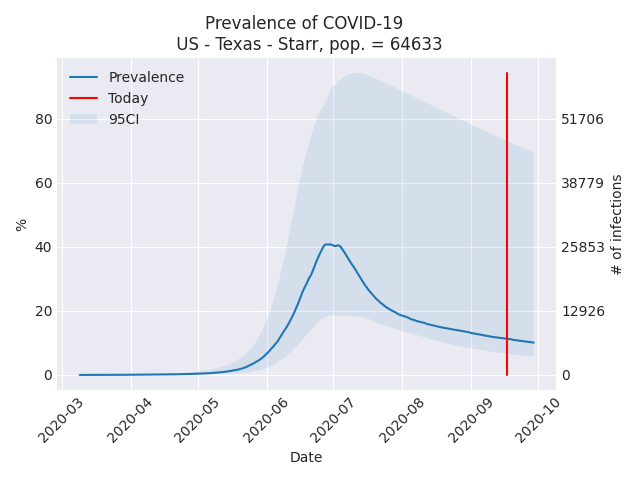 Prevalence of COVID-19
US - Texas - Starr, pop. = 64633
Prevalence
Today
95CI
80
60
40
20
0
%
51706
38779
25853
12926
0
# of infections
2020-03
2020-04
2020-05
2020-06
2020-07
2020-08
2020-09
2020-10
Date